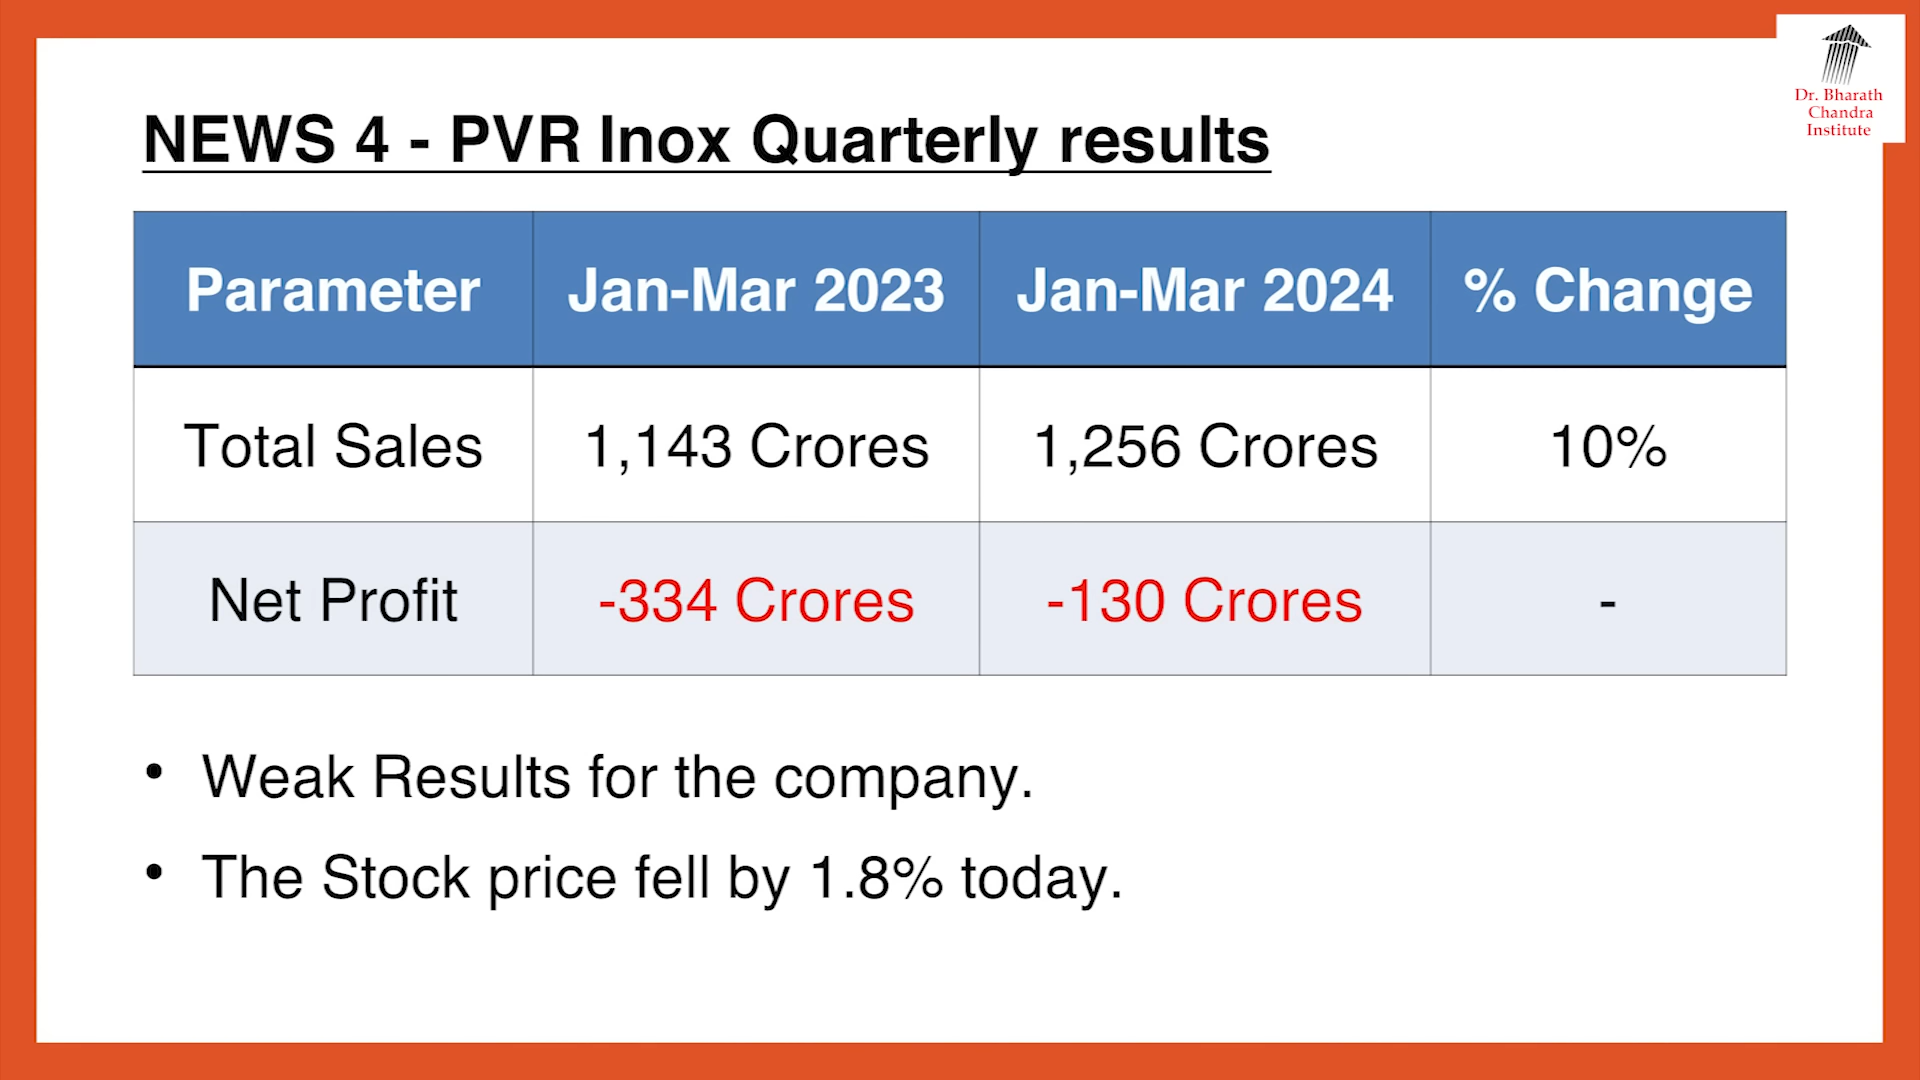 Dr. Bharath
Chandra
Institute
NEWS 4 - PVR Inox Quarterly results
Parameter Jan-Mar 2023 Jan-Mar 2024 % Change
Total Sales 1,143 Crores 1,256 Crores 10%
Net Profit -334 Crores -130 Crores -
• Weak Results for the company.
• The Stock price fell by 1.8% today.